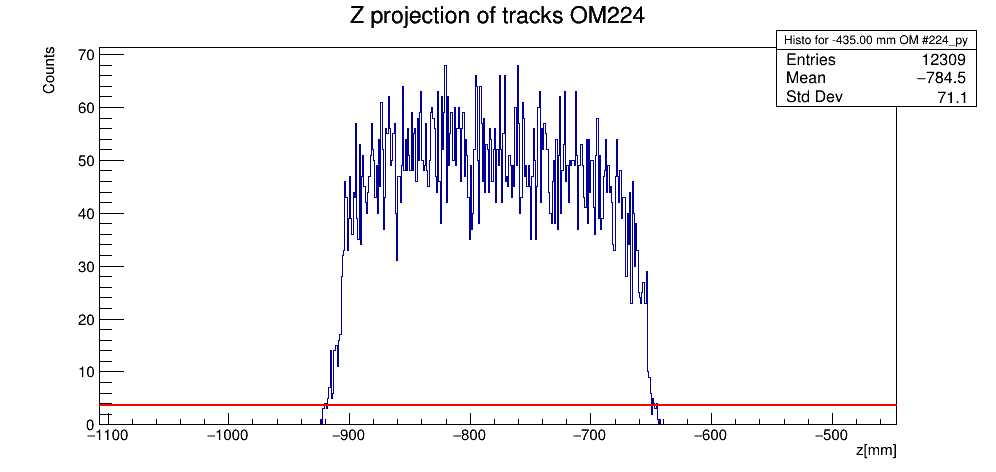 Z projection of tracks OM224
Histo for -435.00 mm OM #224_py
Entries 12309
Mean −784.5
Std Dev 71.1
Counts
70
60
50
40
30
20
10
0
−1100 −1000 −900 −800 −700 −600 −500
z[mm]